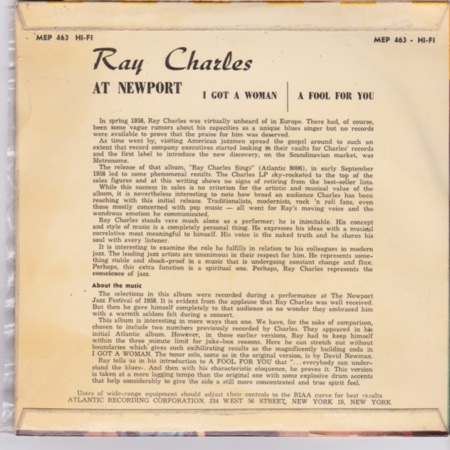 MEP 463 HI-FI
MEP 463 - HI-FI
Ray Charles
AT NEWPORT
I GOT A WOMAN | A FOOL FOR YOU
In spring 1958, Ray Charles was virtually unheard of in Europe. There had, of course,
been some vague rumors about his capacities as a unique blues singer but no records
were available to prove that the praise for him was deserved.
As time went by, visiting American jazzmen spread the gospel around to such an
extent that record company executives started looking in their vaults for Charles' records
and the first label to introduce the new discovery, on the Scandinavian market, was
Metronome.
The release of that album, "Ray Charles Sings" (Atlantic 8006), in early September
1958 led to some phenomenal results. The Charles LP sky-rocketed to the top of the
sales figures and at this writing shows no signs of retiring from the best-seller lists.
While this success in sales is no criterion for the artistic and musical value of the
album, it is nevertheless interesting to note how broad an audience Charles has been
reaching with this initial release. Traditionalists, modernists, rock 'n roll fans, even
those mostly concerned with pop music — all went for Ray's moving voice and the
wondrous emotion he communicated.
Ray Charles stands very much alone as a performer; he is inimitable. His concept
and style of music is a completely personal thing. He expresses his ideas with a musical
correlative most meaningful to himself. His voice is the naked truth and he shares his
soul with every listener.
It is interesting to examine the role he fulfills in relation to his colleagues in modern
jazz. The leading jazz artists are unanimous in their respect for him. He represents some-
thing stable and shock-proof in a music that is undergoing constant change and flux.
Perhaps, this extra function is a spiritual one. Perhaps, Ray Charles represents the
conscience of jazz.
About the music
The selections in this album were recorded during a performance at The Newport
Jazz Festival of 1958. It is evident from the applause that Ray Charles was well received.
But then he gave himself completely to that audience so no wonder they embraced him
with a warmth seldom felt during a concert.
This album is interesting in more ways than one. We have, for the sake of comparison,
chosen to include two numbers previously recorded by Charles. They appeared in his
initial Atlantic album. However, in those earlier versions, Ray had to keep himself
within the three minute limit for juke-box reasons. Here he can stretch out without
boundaries which gives such exhibirating results as the magnificently building coda in
I GOT A WOMAN. The tenor solo, same as in the original version, is by David Newman.
Ray tells us in his introduction to A FOOL FOR YOU that "... everybody can under-
stand the blues». And then with his characteristic eloquence, he proves it. This version
is taken at a more lugging tempo than the original one with some explosive drum accents
that help considerably to give the side a still more concentrated and true spirit feel.
Users of wide-range equipment should adjust their controls to the RIAA curve for best results
ATLANTIC RECORDING CORPORATION, 234 WEST 56 STREET, NEW YORK 19, NEW YORK